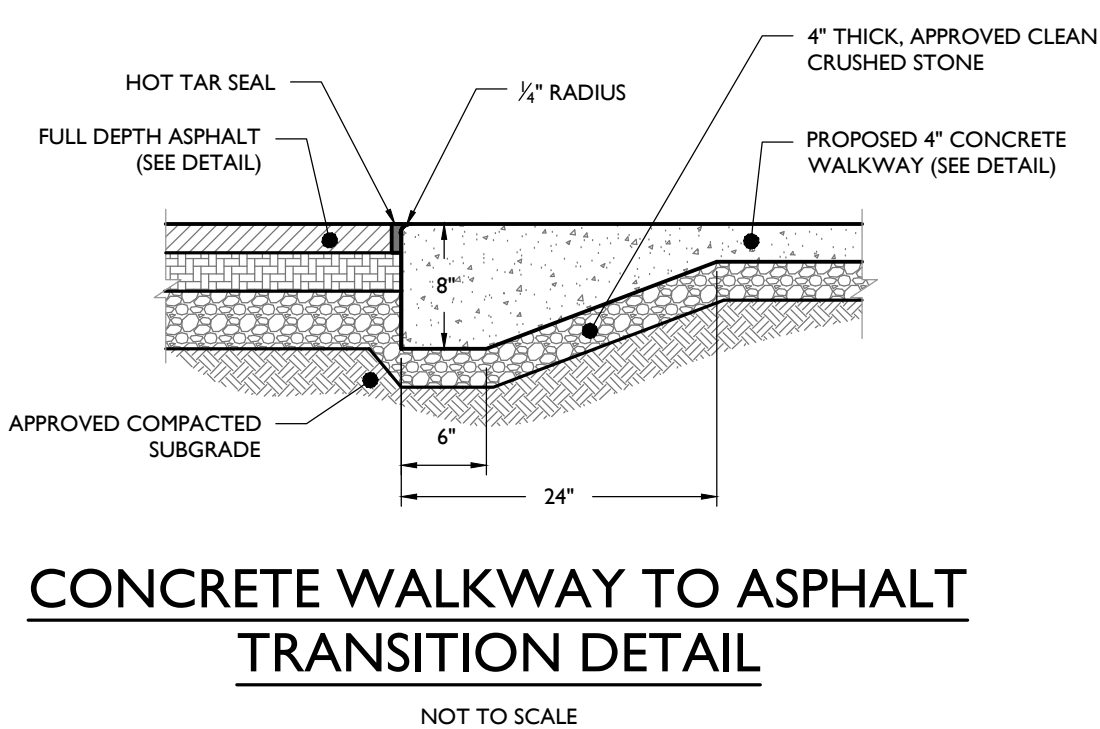 4" THICK, APPROVED CLEAN
CRUSHED STONE
HOT TAR SEAL
¼" RADIUS
FULL DEPTH ASPHALT
(SEE DETAIL)
PROPOSED 4" CONCRETE
WALKWAY (SEE DETAIL)
8"
APPROVED COMPACTED
SUBGRADE
6"
24"
CONCRETE WALKWAY TO ASPHALT
TRANSITION DETAIL
NOT TO SCALE